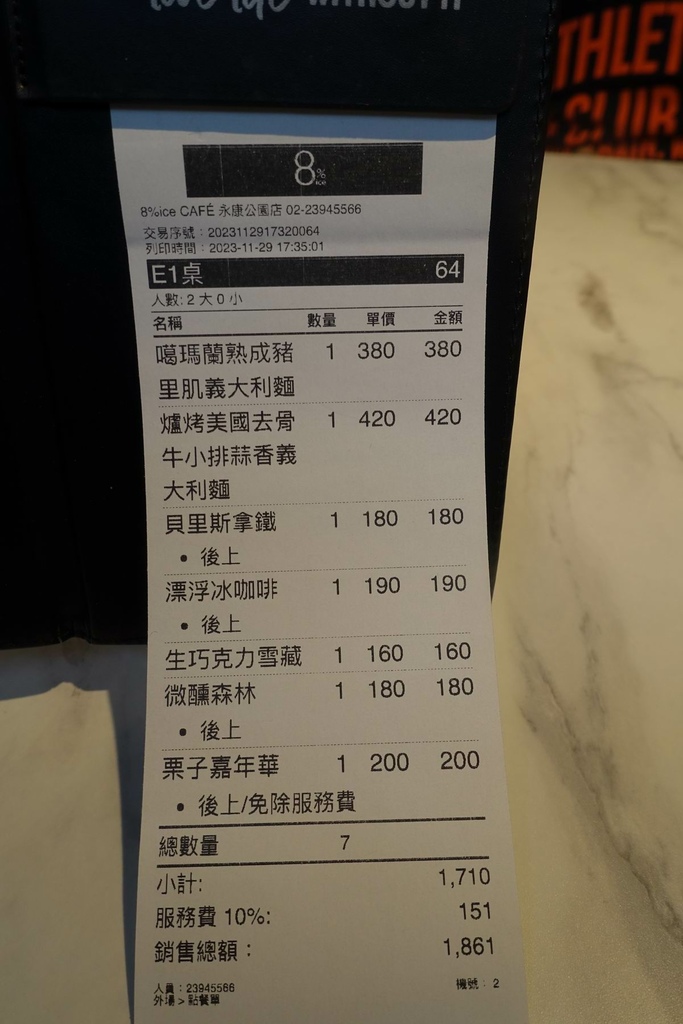 8%
ice
8%ice CAFÉ 永康公園店 02-23945566
交易序號：2023112917320064
列印時間：2023-11-29 17:35:01
E1桌 64
人數: 2 大 0 小
名稱 數量 單價 金額
噶瑪蘭熟成豬 1 380 380
里肌義大利麵
爐烤美國去骨 1 420 420
牛小排蒜香義
大利麵
貝里斯拿鐵 1 180 180
• 後上
漂浮冰咖啡 1 190 190
• 後上
生巧克力雪藏 1 160 160
微醺森林 1 180 180
• 後上
栗子嘉年華 1 200 200
• 後上/免除服務費
總數量 7
小計: 1,710
服務費 10%: 151
銷售總額： 1,861
人員：23945566 機號：2
外場 > 點餐單
CLUB